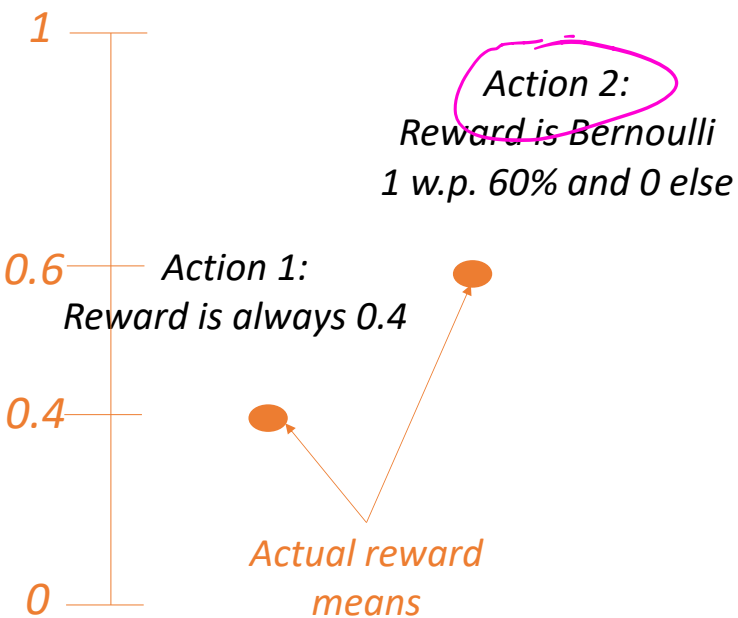 1
Action 2:
Reward is Bernoulli
1 w.p. 60% and 0 else
0.6
Action 1:
Reward is always 0.4
0.4
Actual reward
means
0